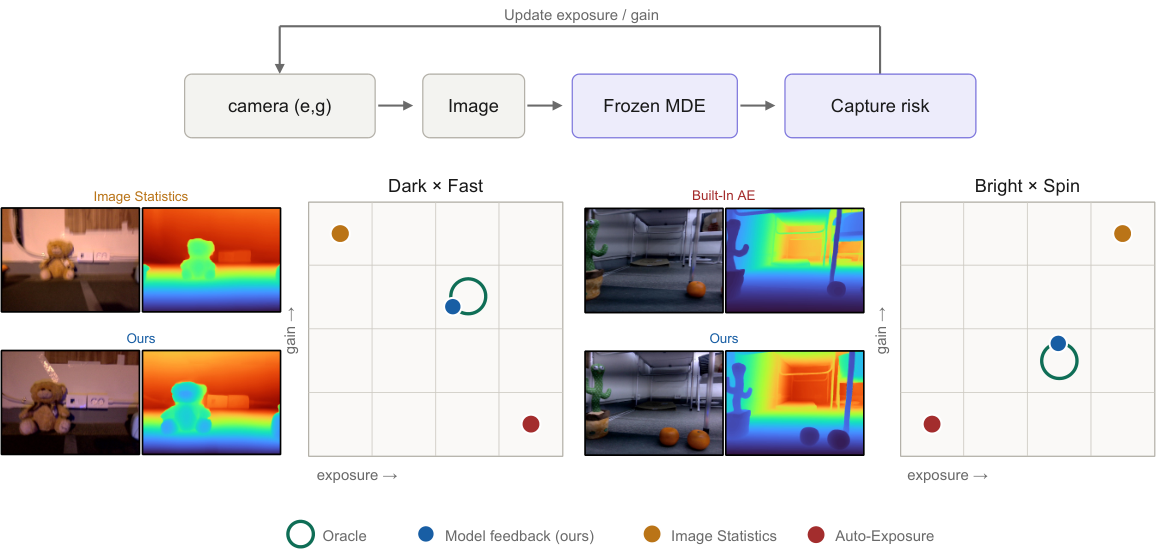 Update exposure / gain
camera (e,g)
Image
Frozen MDE
Capture risk
Image Statistics
Dark × Fast
Built-In AE
Bright × Spin
Ours
gain →
Ours
gain →
exposure →
exposure →
Oracle
Model feedback (ours)
Image Statistics
Auto-Exposure